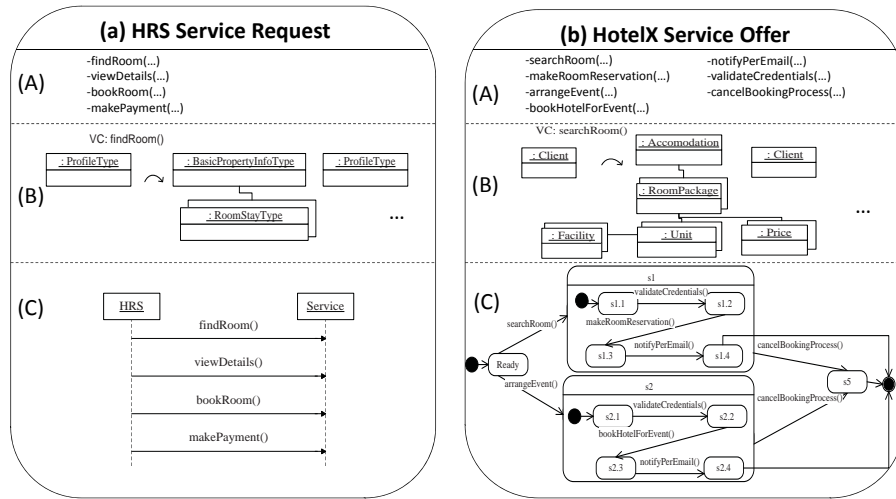 (a) HRS Service Request
(A)
-findRoom(...)
-viewDetails(...)
-bookRoom(...)
-makePayment(...)
VC: findRoom()
: ProfileType
: BasicPropertyInfoType
: ProfileType
(B)
: RoomStayType
...
(C)
HRS
Service
findRoom()
viewDetails()
bookRoom()
makePayment()
(b) HotelX Service Offer
(A)
-searchRoom(...)
-makeRoomReservation(...)
-arrangeEvent(...)
-bookHotelForEvent(...)
-notifyPerEmail(...)
-validateCredentials(...)
-cancelBookingProcess(...)
VC: searchRoom()
: Client
: Accomodation
: Client
(B)
: RoomPackage
...
: Facility
: Unit
: Price
(C)
s1
validateCredentials()
s1.1
s1.2
searchRoom()
makeRoomReservation()
notifyPerEmail()
s1.3
s1.4
cancelBookingProcess()
Ready
s5
arrangeEvent()
s2
validateCredentials()
cancelBookingProcess()
s2.1
s2.2
bookHotelForEvent()
notifyPerEmail()
s2.3
s2.4